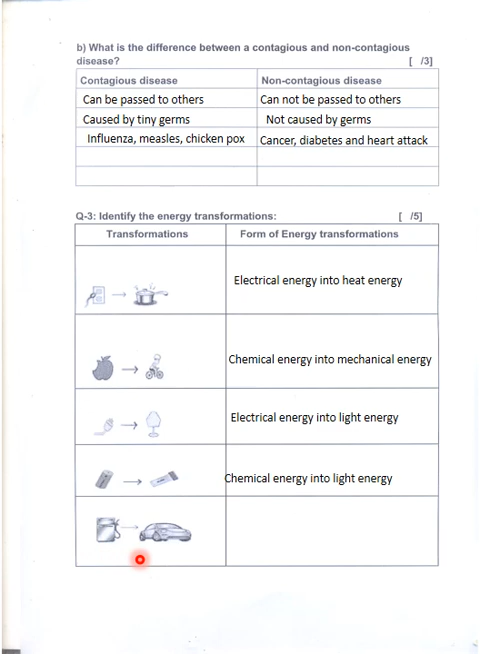 b) What is the difference between a contagious and non-contagious
disease? [ /3]
Contagious disease Non-contagious disease
Can be passed to others Can not be passed to others
Caused by tiny germs Not caused by germs
Influenza, measles, chicken pox Cancer, diabetes and heart attack
Q-3: Identify the energy transformations: [ /5]
Transformations Form of Energy transformations
Electrical energy into heat energy
Chemical energy into mechanical energy
Electrical energy into light energy
Chemical energy into light energy